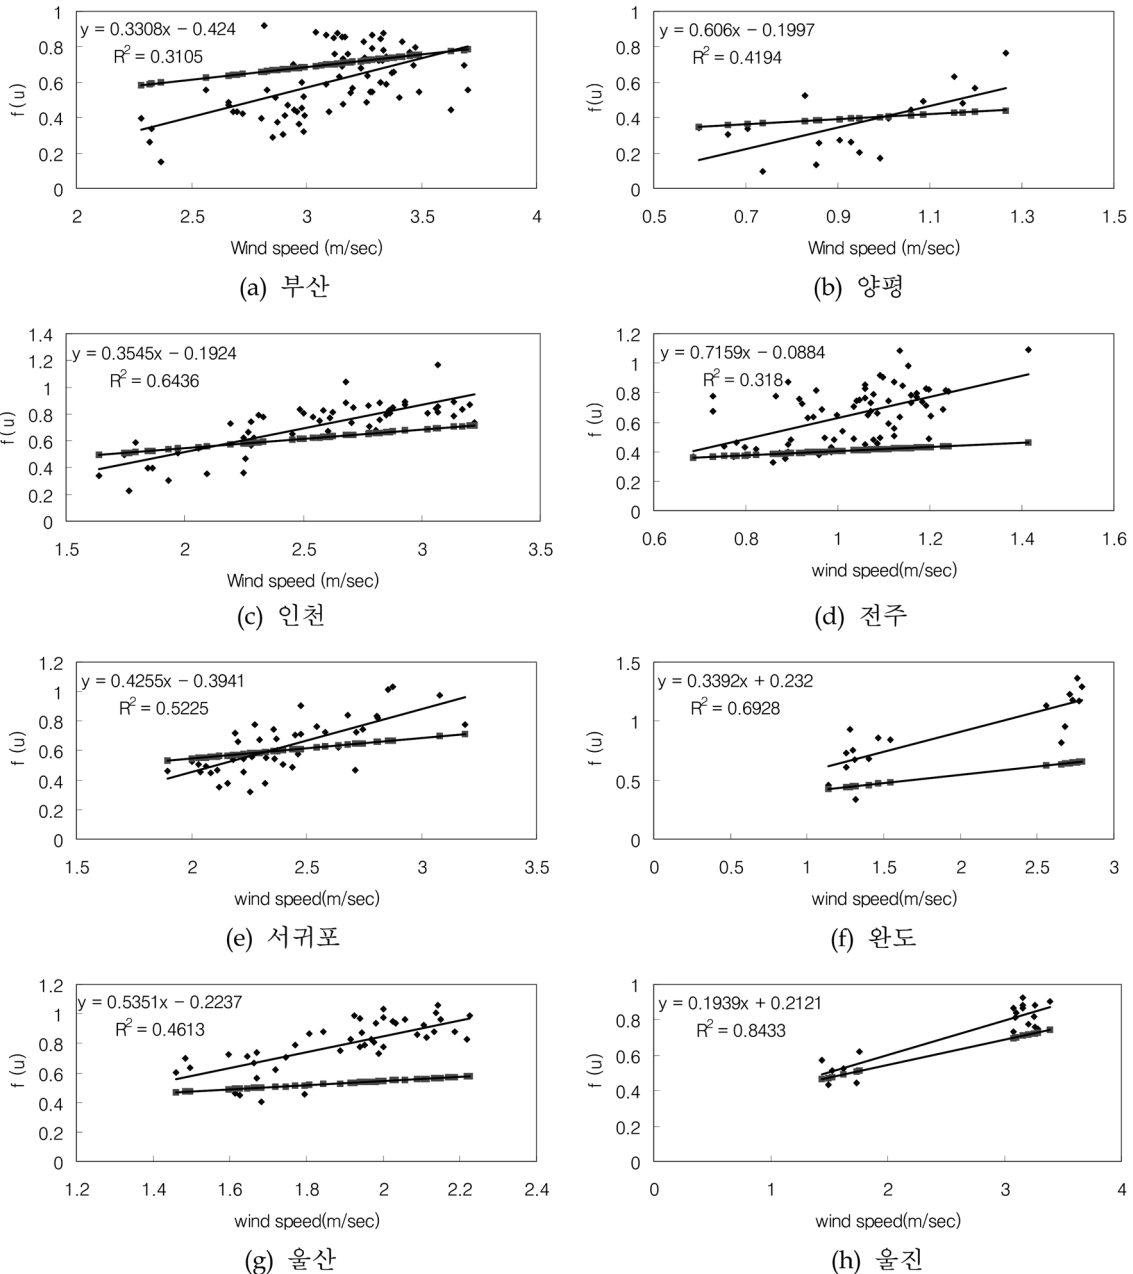 y = 0.3308x − 0.424
R² = 0.3105
f (u)
1
0.8
0.6
0.4
0.2
0
2 2.5 3 3.5 4
Wind speed (m/sec)
(a) 부산
y = 0.606x − 0.1997
R² = 0.4194
f (u)
1
0.8
0.6
0.4
0.2
0
0.5 0.7 0.9 1.1 1.3 1.5
Wind speed (m/sec)
(b) 양평
y = 0.3545x − 0.1924
R² = 0.6436
f (u)
1.4
1.2
1
0.8
0.6
0.4
0.2
0
1.5 2 2.5 3 3.5
Wind speed (m/sec)
(c) 인천
y = 0.7159x − 0.0884
R² = 0.318
f (u)
1.2
1
0.8
0.6
0.4
0.2
0
0.6 0.8 1 1.2 1.4 1.6
wind speed(m/sec)
(d) 전주
y = 0.4255x − 0.3941
R² = 0.5225
f (u)
1.2
1
0.8
0.6
0.4
0.2
0
1.5 2 2.5 3 3.5
wind speed(m/sec)
(e) 서귀포
y = 0.3392x + 0.232
R² = 0.6928
f (u)
1.5
1
0.5
0
0 0.5 1 1.5 2 2.5 3
wind speed(m/sec)
(f) 완도
y = 0.5351x − 0.2237
R² = 0.4613
f (u)
1.2
1
0.8
0.6
0.4
0.2
0
1.2 1.4 1.6 1.8 2 2.2 2.4
wind speed(m/sec)
(g) 울산
y = 0.1939x + 0.2121
R² = 0.8433
f (u)
1
0.8
0.6
0.4
0.2
0
0 1 2 3 4
wind speed(m/sec)
(h) 울진